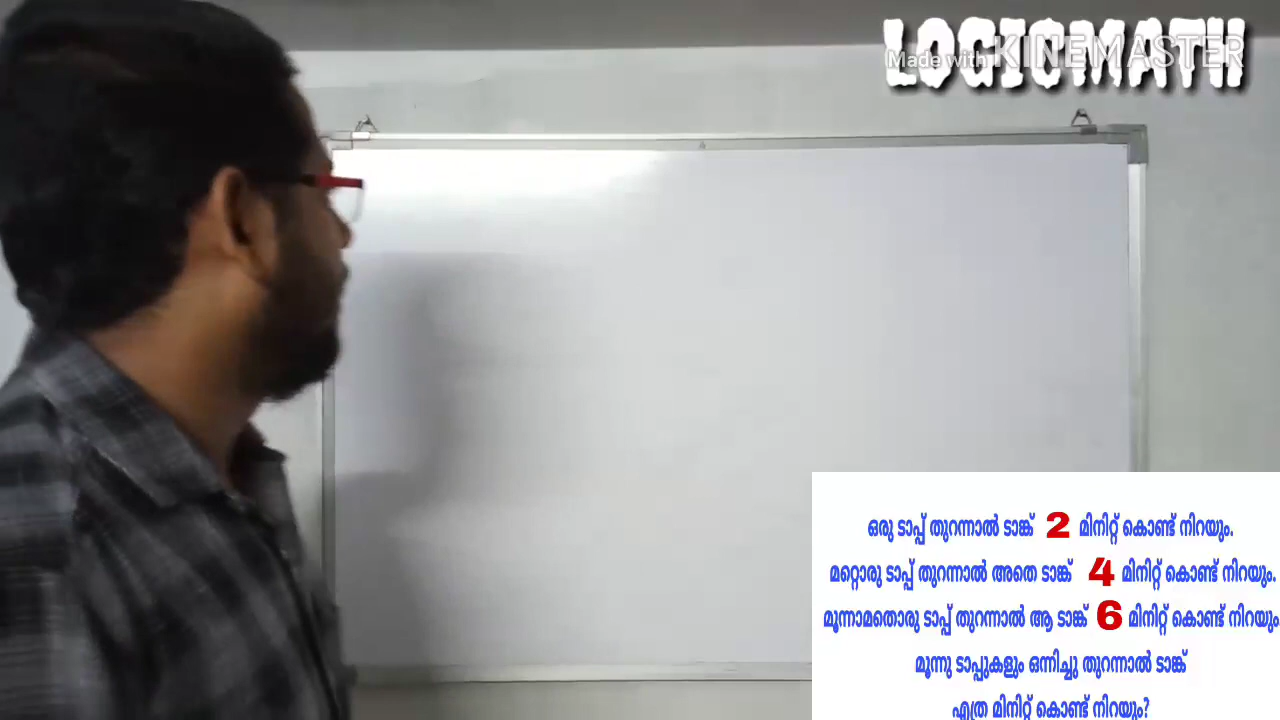 LOGICMATH
Made with KINEMASTER
ഒരു ടാപ്പ് തുറന്നാൽ ടാങ്ക് 2 മിനിറ്റ് കൊണ്ട് നിറയും.
മറ്റൊരു ടാപ്പ് തുറന്നാൽ അതെ ടാങ്ക് 4 മിനിറ്റ് കൊണ്ട് നിറയും.
മൂന്നാമതൊരു ടാപ്പ് തുറന്നാൽ ആ ടാങ്ക് 6 മിനിറ്റ് കൊണ്ട് നിറയും
മൂന്നു ടാപ്പുകളും ഒന്നിച്ചു തുറന്നാൽ ടാങ്ക്
എത്ര മിനിറ്റ് കൊണ്ട് നിറയും?